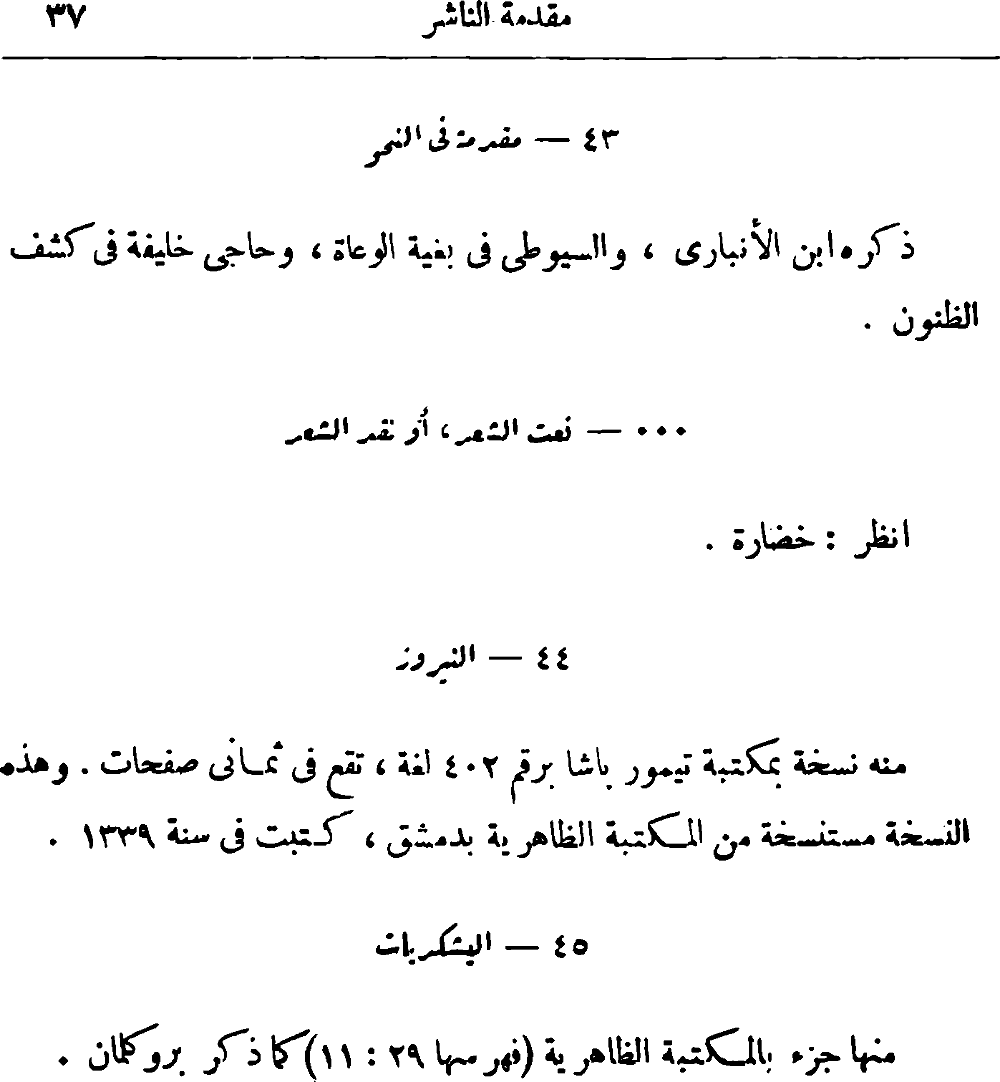 مقدمة الناشر ٣٧
٤٣ — مقدمة فى النحو
ذكره ابن الأنبارى ، والسيوطى فى بغية الوعاة ، وحاجى خليفة فى كشف
الظنون .
٠٠٠ — نعت الشعر ، أو نقد الشعر
انظر : خضارة .
٤٤ — النيروز
منه نسخة بمكتبة تيمور باشا برقم ٤٠٢ لغة ، تقع فى ثمانى صفحات . وهذه
النسخة مستنسخة من المكتبة الظاهرية بدمشق ، كتبت فى سنة ١٣٣٩ .
٤٥ — اليشكريات
منها جزء بالمكتبة الظاهرية (فهرسها ٢٩ : ١١) كما ذكر بروكلمان .